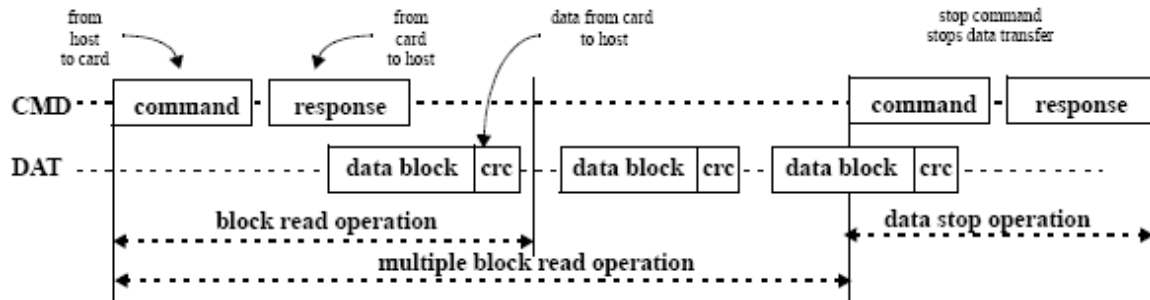 from
host
to card
from
card
to host
data from card
to host
stop command
stops data transfer
CMD
command
response
command
response
DAT
data block
crc
data block
crc
data block
crc
block read operation
data stop operation
multiple block read operation